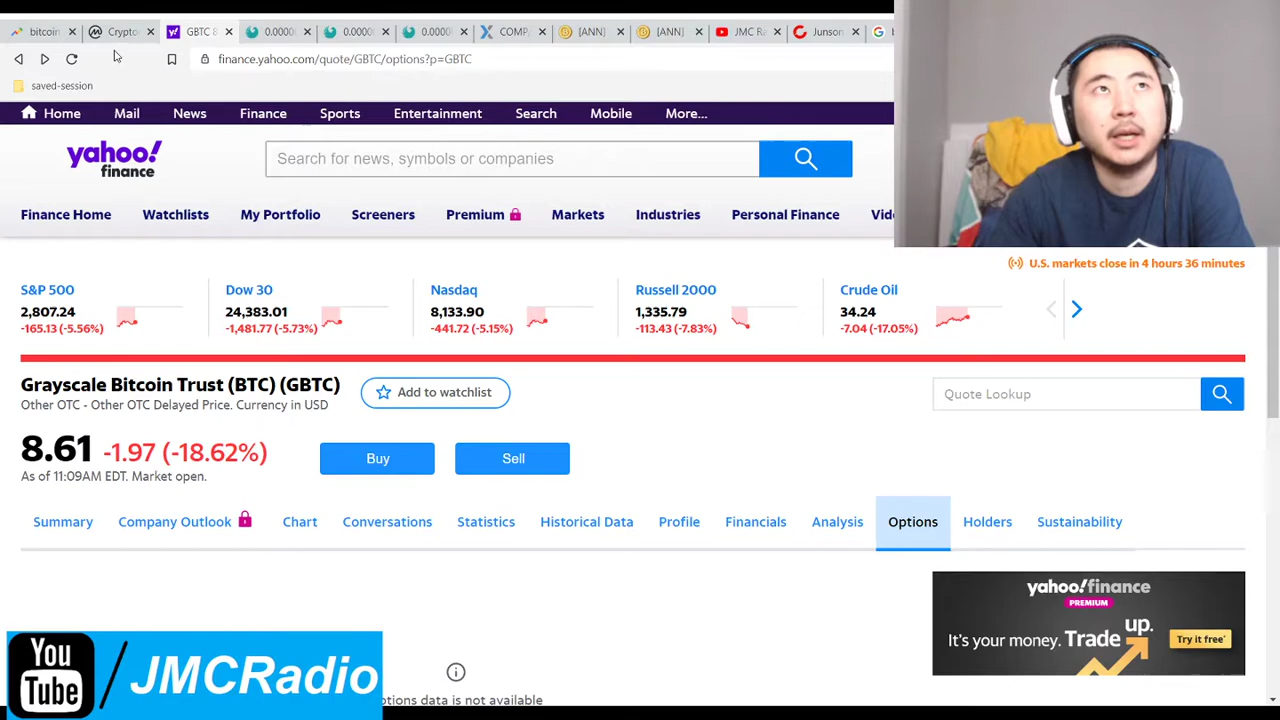 bitcoin
Crypto
GBTC 8
0.0000
0.000
0.0000
COMP
[ANN]
[ANN]
JMC R
Junson
b
finance.yahoo.com/quote/GBTC/options?p=GBTC
saved-session
Home Mail News Finance Sports Entertainment Search Mobile More...
yahoo!
finance
Search for news, symbols or companies
Finance Home Watchlists My Portfolio Screeners Premium Markets Industries Personal Finance Vid
U.S. markets close in 4 hours 36 minutes
S&P 500
2,807.24
-165.13 (-5.56%)
Dow 30
24,383.01
-1,481.77 (-5.73%)
Nasdaq
8,133.90
-441.72 (-5.15%)
Russell 2000
1,335.79
-113.43 (-7.83%)
Crude Oil
34.24
-7.04 (-17.05%)
Grayscale Bitcoin Trust (BTC) (GBTC)
Other OTC - Other OTC Delayed Price. Currency in USD
Add to watchlist
Quote Lookup
8.61 -1.97 (-18.62%)
As of 11:09AM EDT. Market open.
Buy Sell
Summary Company Outlook Chart Conversations Statistics Historical Data Profile Financials Analysis Options Holders Sustainability
yahoo!finance
PREMIUM
It's your money. Trade up.
Try it free*
You
Tube
/JMCRadio
ptions data is not available